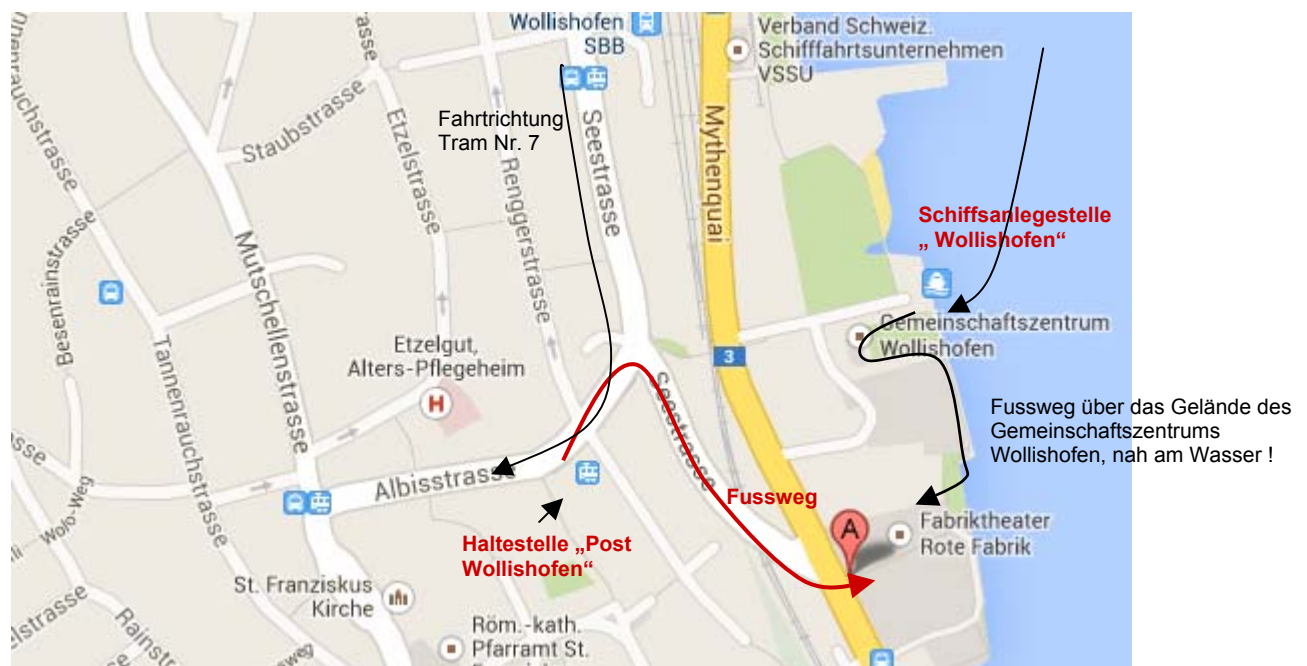 Wollishofen
SBB
Verband Schweiz.
Schifffahrtsunternehmen
VSSU
Tannenrauchstrasse
Staubstrasse
Etzelstrasse
Fahrtrichtung
Tram Nr. 7
Seestrasse
Mythenquai
Renggerstrasse
Mutschellenstrasse
Besenrainstrasse
Schiffsanlegestelle
„ Wollishofen“
Gemeinschaftszentrum
Wollishofen
3
Etzelgut,
Alters-Pflegeheim
H
Tannenrauchstrasse
Seestrasse
Fussweg über das Gelände des
Gemeinschaftszentrums
Wollishofen, nah am Wasser !
Albisstrasse
Fussweg
A
Fabriktheater
Rote Fabrik
Haltestelle „Post
Wollishofen“
Wolo-Weg
St. Franziskus
Kirche
Röm.-kath.
Pfarramt St.